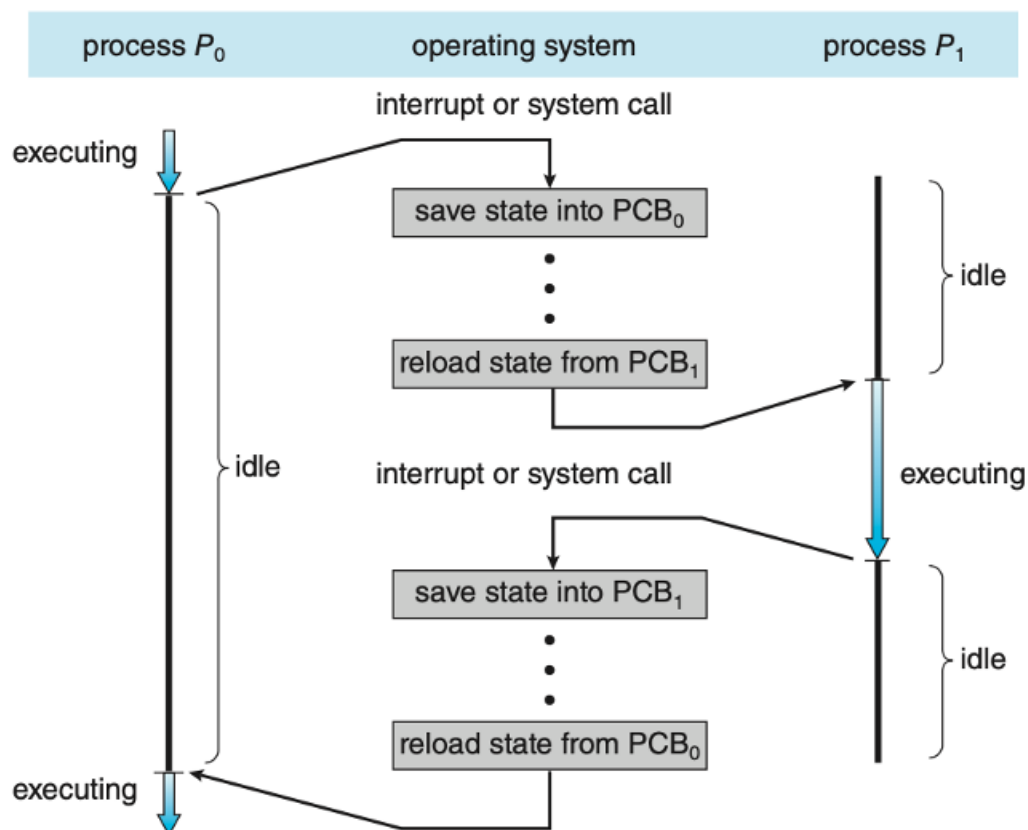 process P₀ operating system process P₁
interrupt or system call
executing
save state into PCB₀
idle
reload state from PCB₁
idle
interrupt or system call
executing
save state into PCB₁
idle
reload state from PCB₀
executing